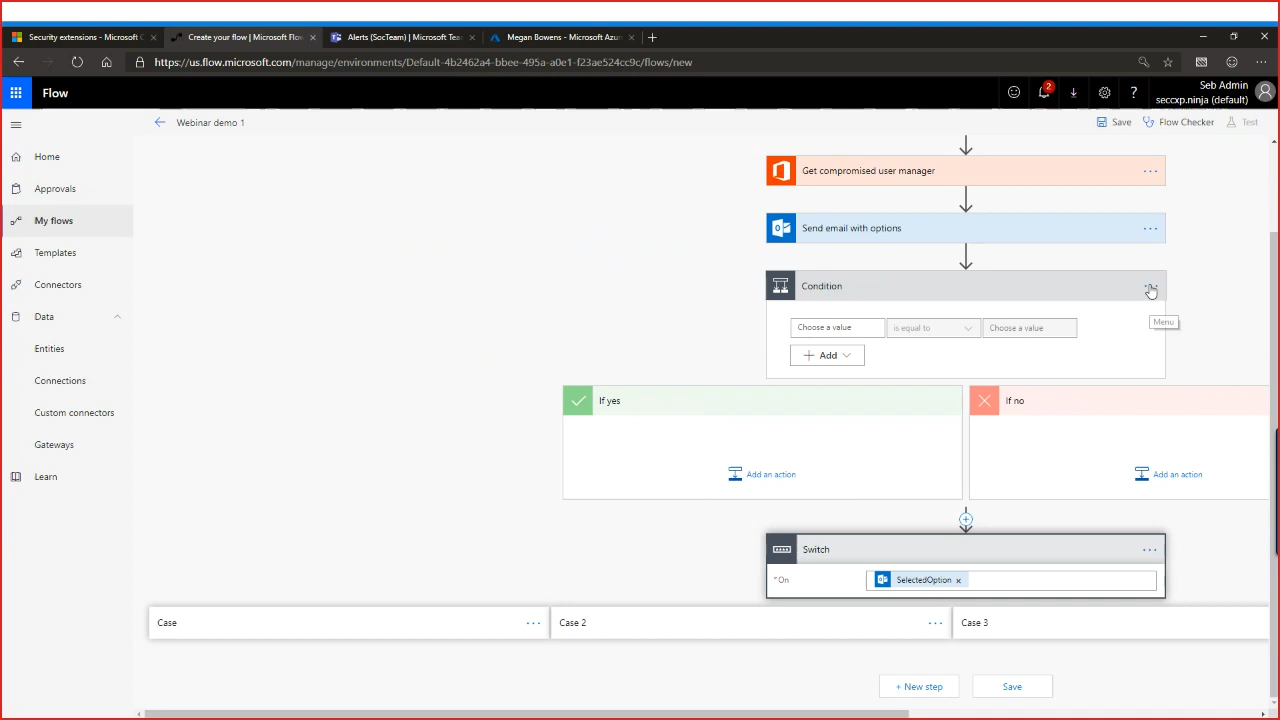 Security extensions - Microsoft C
Create your flow | Microsoft Flow
Alerts (SocTeam) | Microsoft Tea
Megan Bowens - Microsoft Azu
https://us.flow.microsoft.com/manage/environments/Default-4b2462a4-bbee-495a-a0e1-f23ae524cc9c/flows/new
Flow
2
?
Seb Admin
seccxp.ninja (default)
Webinar demo 1
Save
Flow Checker
Test
Home
Approvals
My flows
Templates
Connectors
Data
Entities
Connections
Custom connectors
Gateways
Learn
Get compromised user manager
Send email with options
Condition
Menu
Choose a value
is equal to
Choose a value
Add
If yes
If no
Add an action
Add an action
Switch
*On
SelectedOption
Case
Case 2
Case 3
+ New step
Save